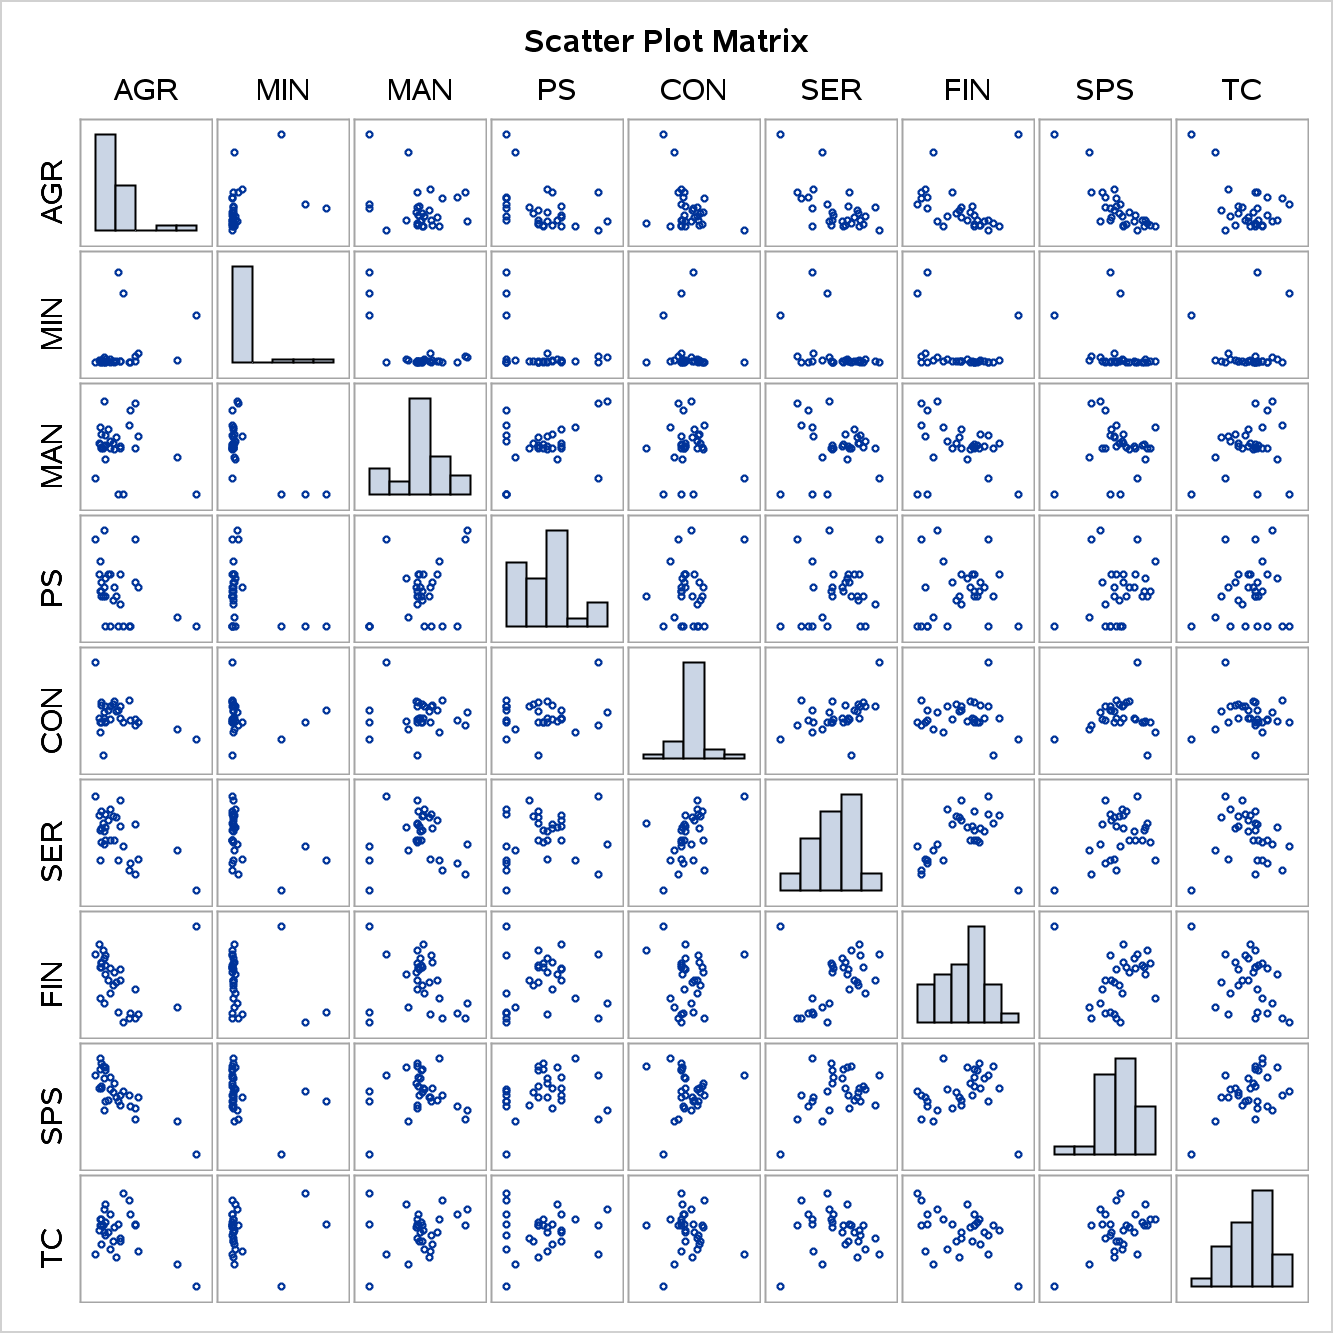 Scatter Plot Matrix
AGR MIN MAN PS CON SER FIN SPS TC
AGR
MIN
MAN
PS
CON
SER
FIN
SPS
TC